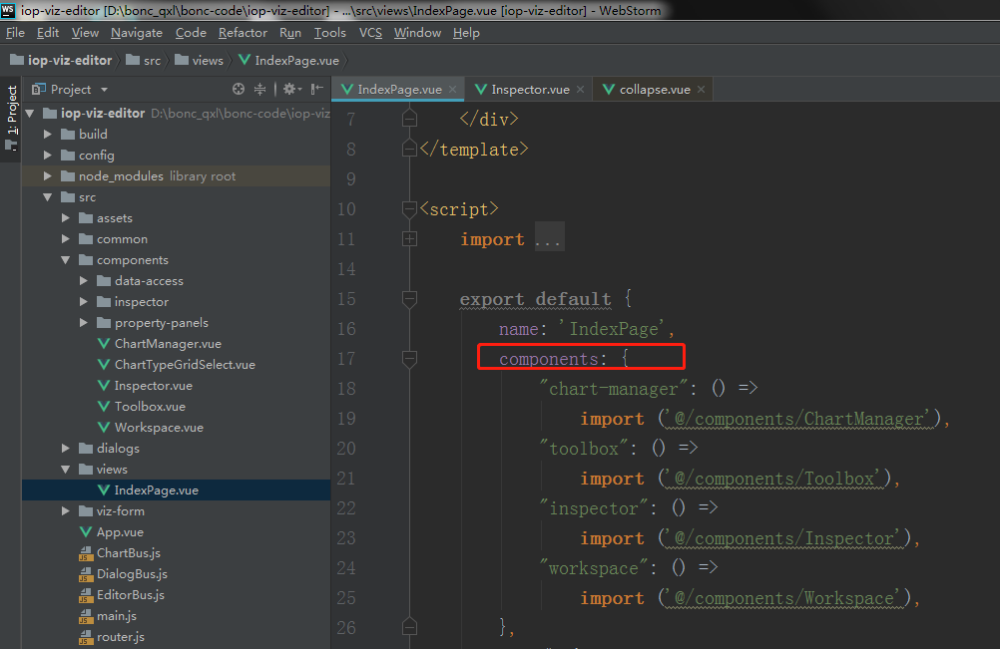 WS iop-viz-editor [D:\bonc_qxl\bonc-code\iop-viz-editor] - ...\src\views\IndexPage.vue [iop-viz-editor] - WebStorm
File Edit View Navigate Code Refactor Run Tools VCS Window Help
iop-viz-editor src views IndexPage.vue
1: Project
Project
iop-viz-editor D:\bonc_qxl\bonc-code\iop-viz
build
config
node_modules library root
src
assets
common
components
data-access
inspector
property-panels
ChartManager.vue
ChartTypeGridSelect.vue
Inspector.vue
Toolbox.vue
Workspace.vue
dialogs
views
IndexPage.vue
viz-form
App.vue
JS ChartBus.js
JS DialogBus.js
JS EditorBus.js
JS main.js
JS router.js
IndexPage.vue × Inspector.vue × collapse.vue ×
7 </div>
8 </template>
9
10 <script>
11 import ...
14
15 export default {
16 name: 'IndexPage',
17 components: {
18 "chart-manager": () =>
19 import ('@/components/ChartManager'),
20 "toolbox": () =>
21 import ('@/components/Toolbox'),
22 "inspector": () =>
23 import ('@/components/Inspector'),
24 "workspace": () =>
25 import ('@/components/Workspace'),
26 },